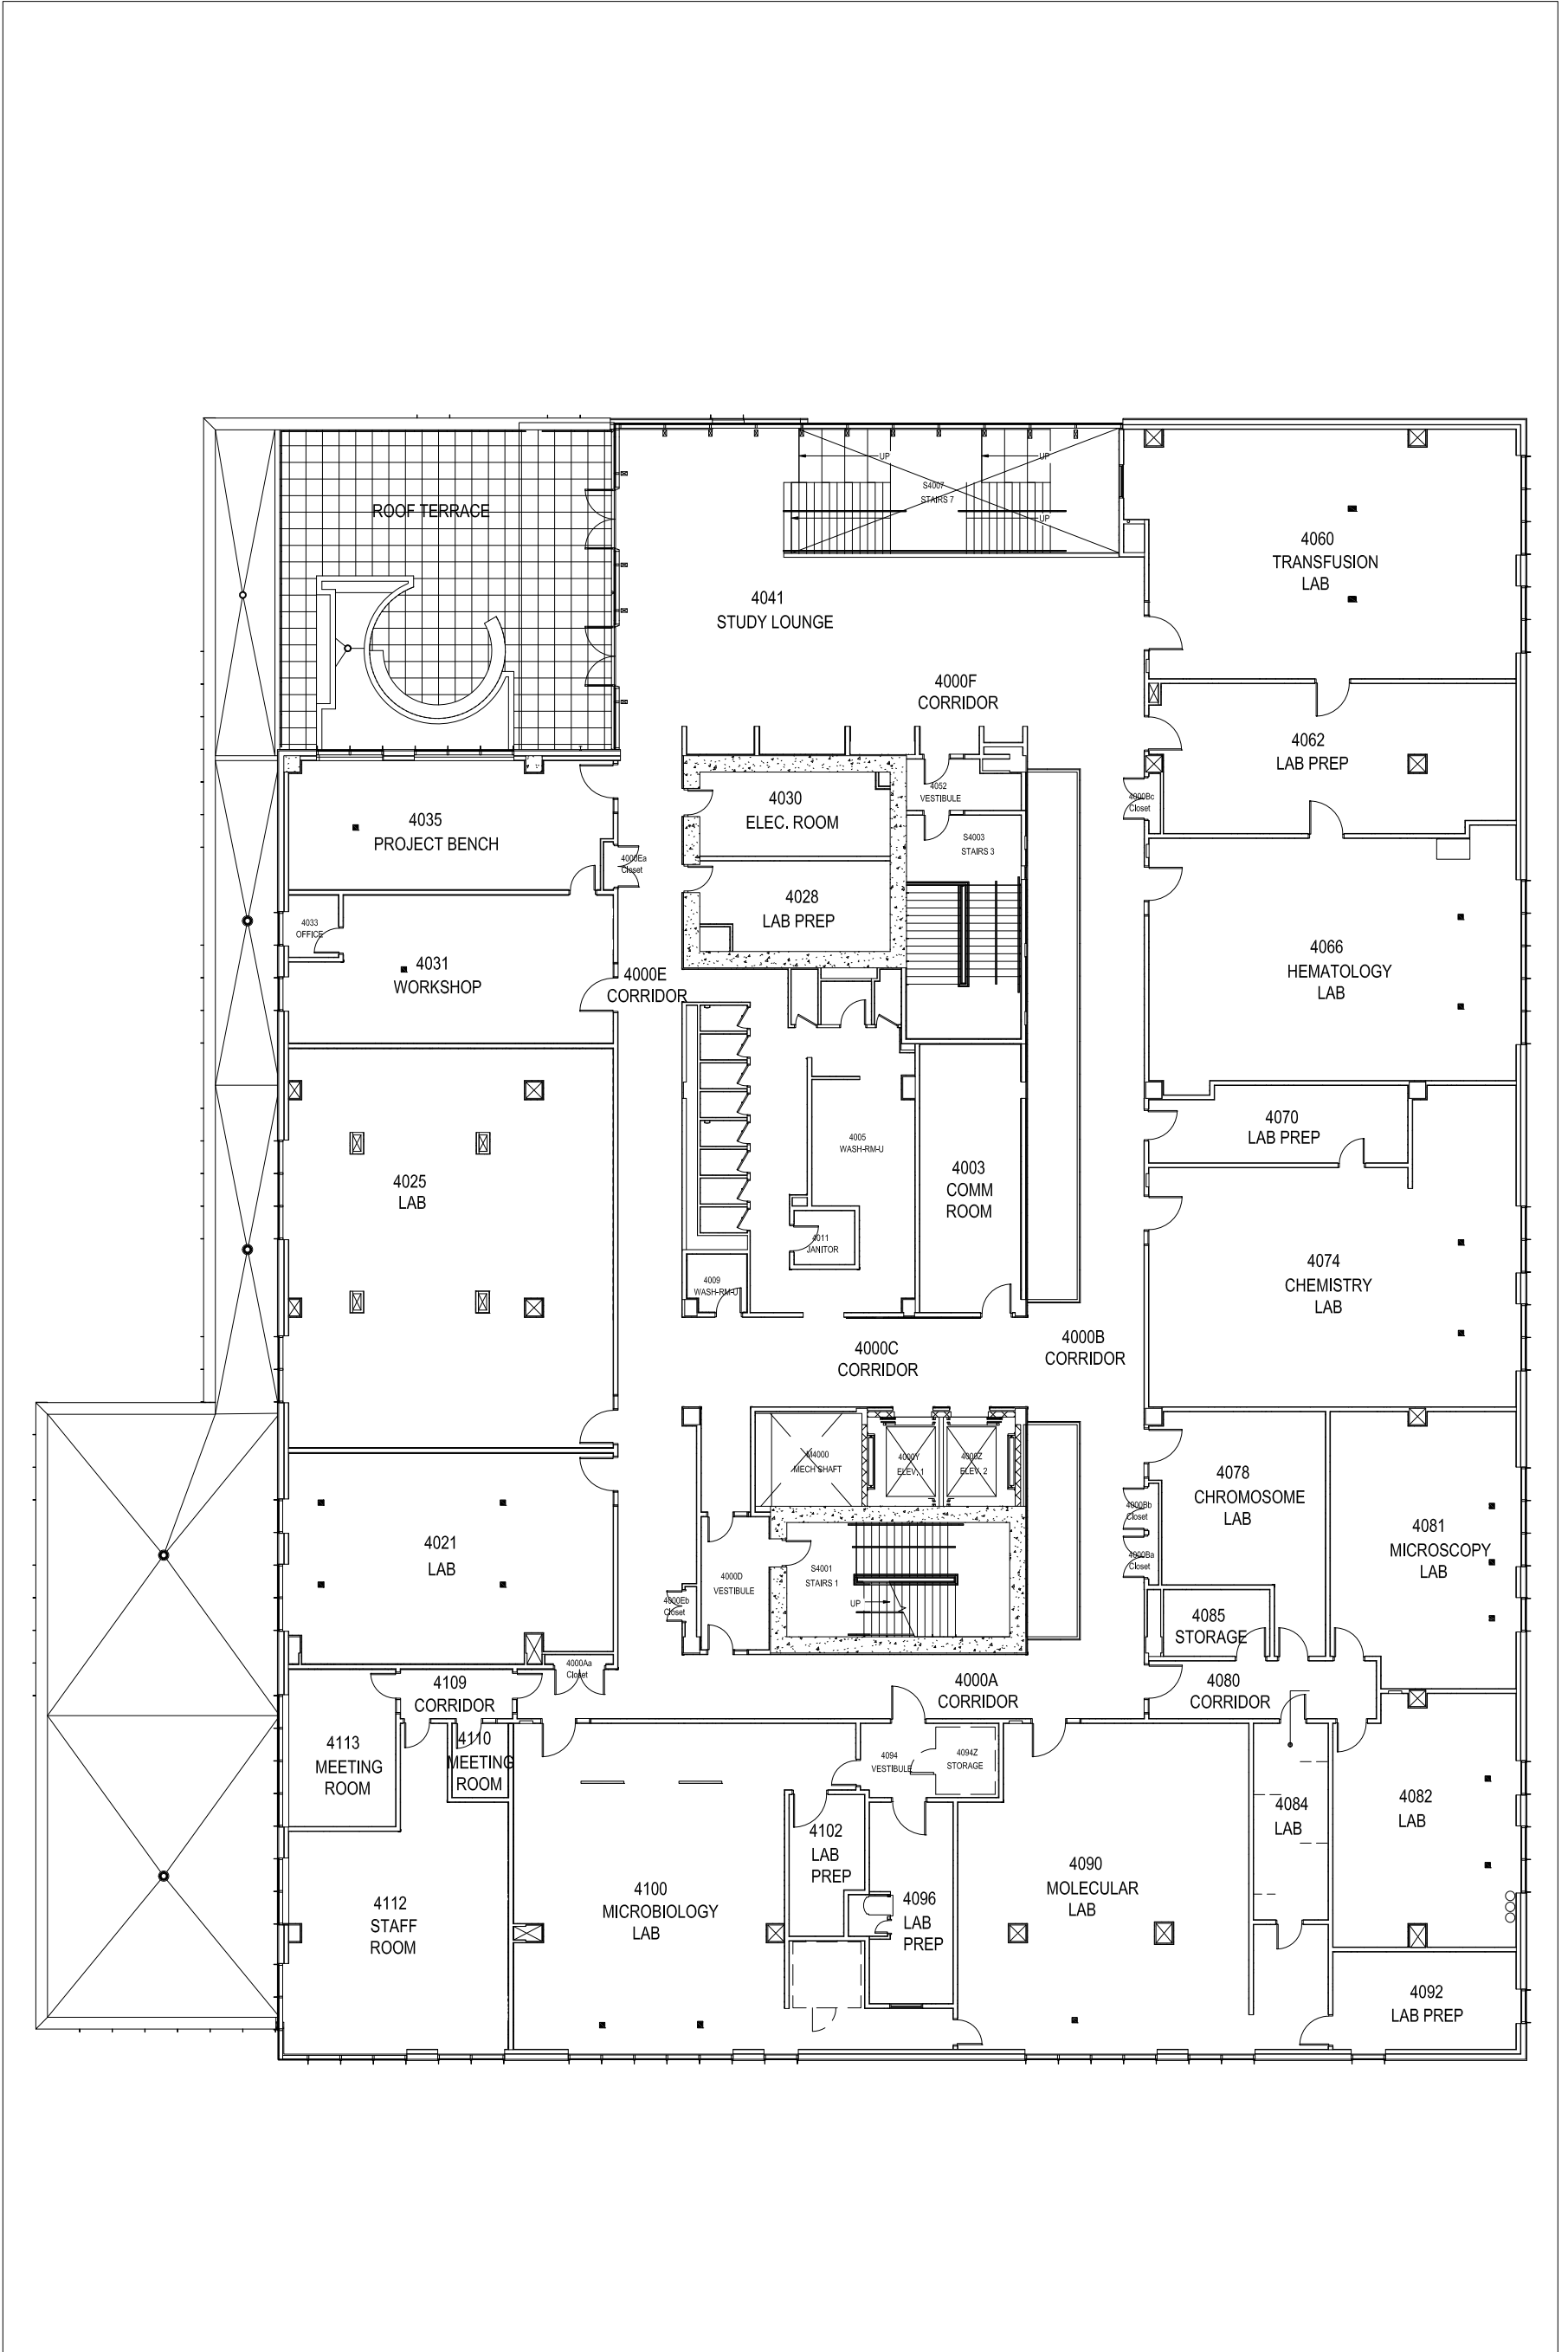 UP
UP
S4007
STAIRS 7
UP
ROOF TERRACE
4060
TRANSFUSION
LAB
4041
STUDY LOUNGE
4000F
CORRIDOR
4062
LAB PREP
4052
VESTIBULE
4030
ELEC. ROOM
4000Bc
Closet
4035
PROJECT BENCH
S4003
STAIRS 3
4000Ea
Closet
4028
LAB PREP
4033
OFFICE
4031
WORKSHOP
4066
HEMATOLOGY
LAB
4000E
CORRIDOR
4070
LAB PREP
4005
WASH-RM-U
4003
COMM
ROOM
4025
LAB
4011
JANITOR
4009
WASH-RM-U
4074
CHEMISTRY
LAB
4000C
CORRIDOR
4000B
CORRIDOR
M4000
MECH SHAFT
4000Y
ELEV. 1
4000Z
ELEV. 2
4078
CHROMOSOME
LAB
4000Bb
Closet
4081
MICROSCOPY
LAB
4021
LAB
4000Ba
Closet
4000D
VESTIBULE
S4001
STAIRS 1
UP
4000Eb
Closet
4085
STORAGE
4000Aa
Closet
4109
CORRIDOR
4000A
CORRIDOR
4080
CORRIDOR
4113
MEETING
ROOM
4110
MEETING
ROOM
4094
VESTIBULE
4094Z
STORAGE
4084
LAB
4082
LAB
4102
LAB
PREP
4090
MOLECULAR
LAB
4100
MICROBIOLOGY
LAB
4096
LAB
PREP
4112
STAFF
ROOM
4092
LAB PREP